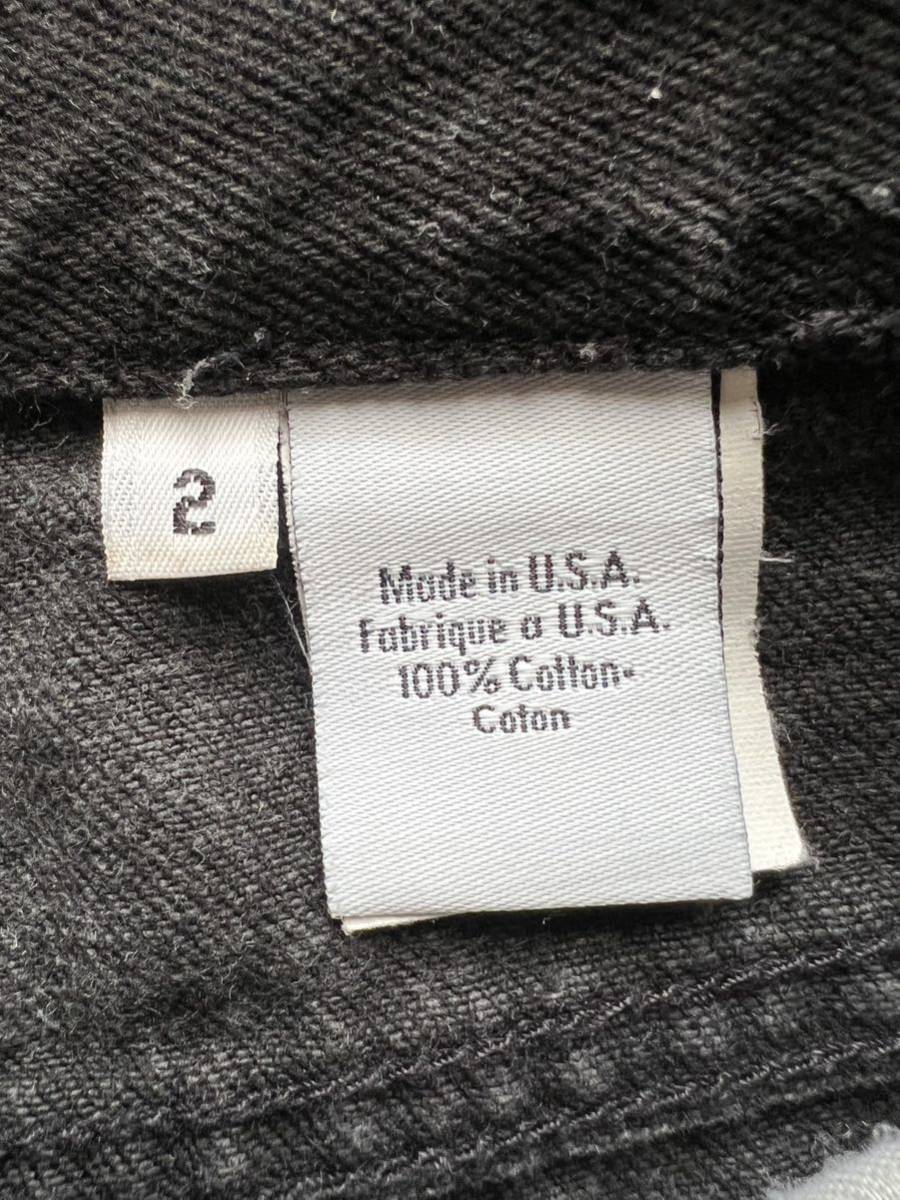 2
Made in U.S.A.
Fabrique a U.S.A.
100% Cotton-
Coton